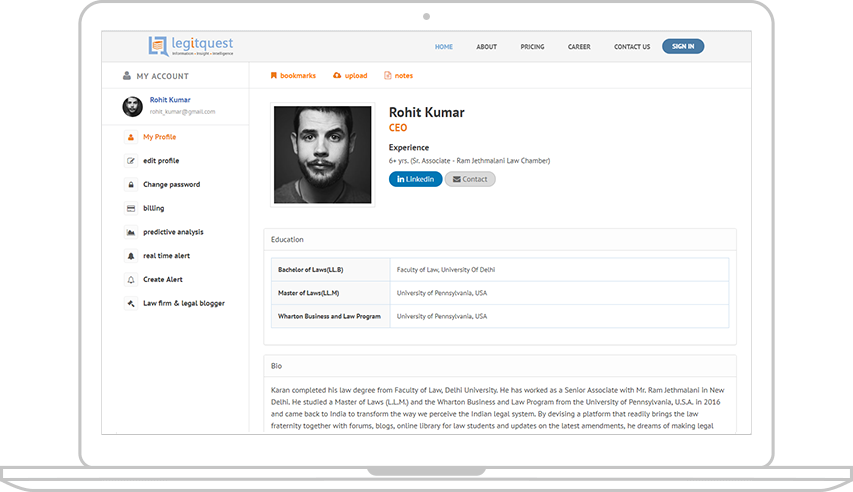 legitquest
Information • Insight • Intelligence
HOME ABOUT PRICING CAREER CONTACT US SIGN IN
MY ACCOUNT
bookmarks upload notes
Rohit Kumar
rohit_kumar@gmail.com
My Profile
edit profile
Change password
billing
predictive analysis
real time alert
Create Alert
Law firm & legal blogger
Rohit Kumar
CEO
Experience
6+ yrs. (Sr. Associate - Ram Jethmalani Law Chamber)
in LinkedIn Contact
Education
Bachelor of Laws(LL.B) Faculty of Law, University Of Delhi
Master of Laws(LL.M) University of Pennsylvania, USA
Wharton Business and Law Program University of Pennsylvania, USA
Bio
Karan completed his law degree from Faculty of Law, Delhi University. He has worked as a Senior Associate with Mr. Ram Jethmalani in New
Delhi. He studied a Master of Laws (L.L.M.) and the Wharton Business and Law Program from the University of Pennsylvania, U.S.A. in 2016
and came back to India to transform the way we perceive the Indian legal system. By devising a platform that readily brings the law
fraternity together with forums, blogs, online library for law students and updates on the latest amendments, he dreams of making legal